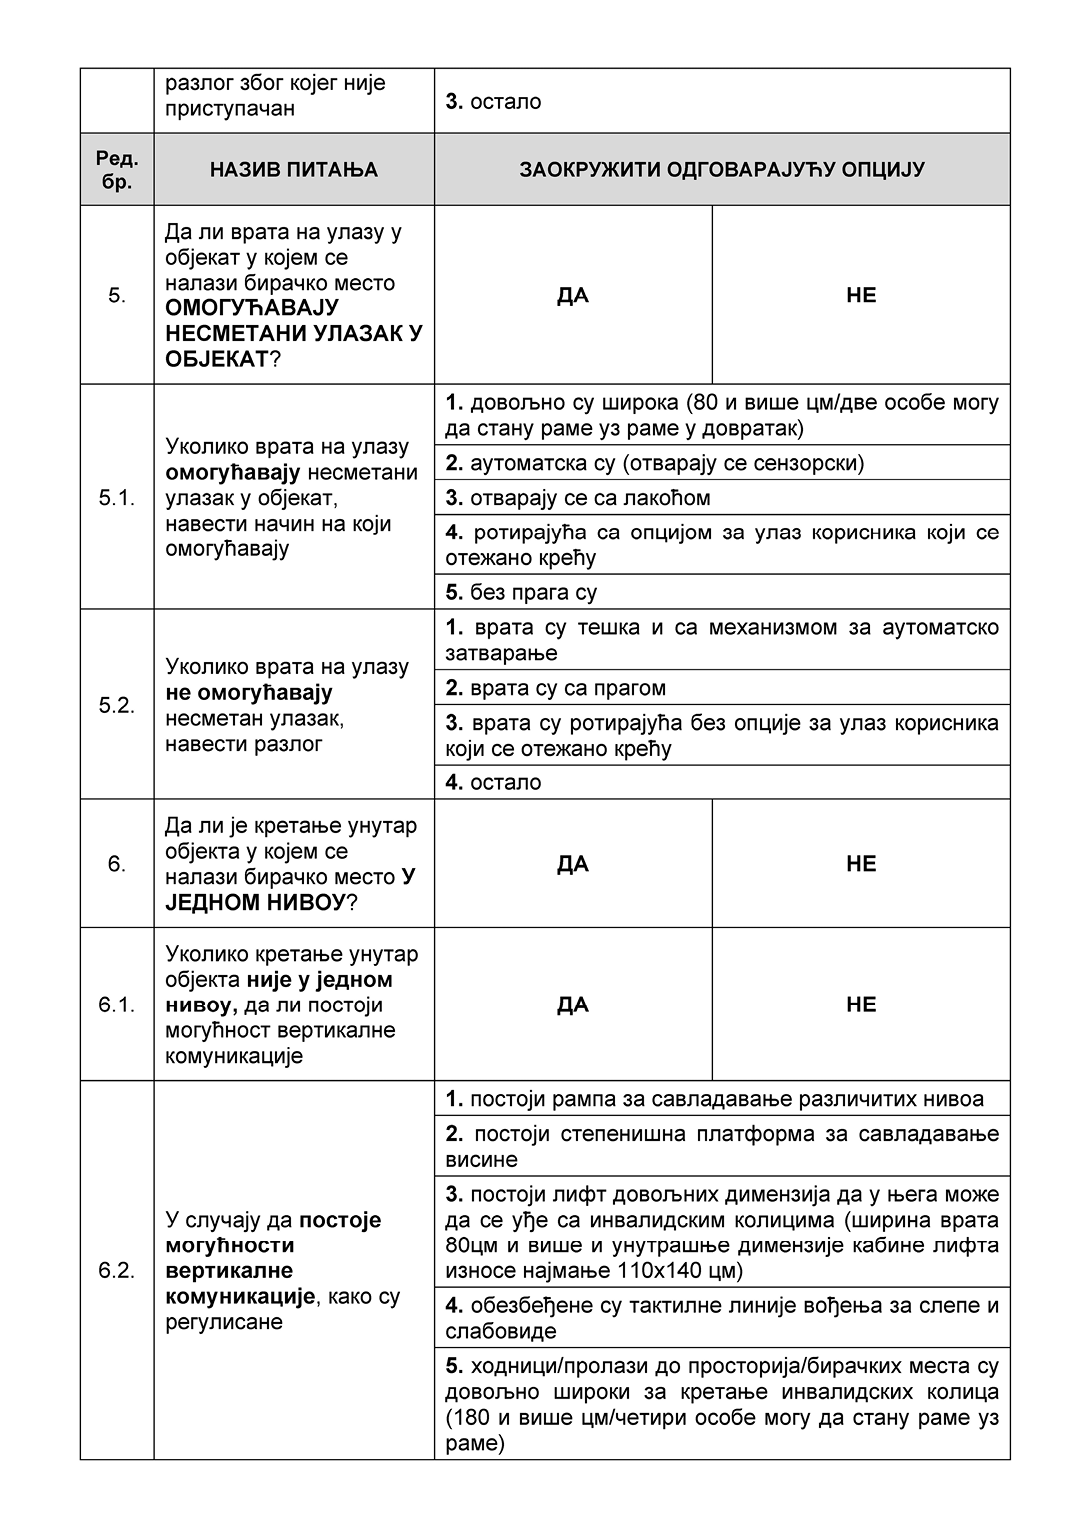 разлог због којег није
приступачан
3. остало
Ред.
бр.
НАЗИВ ПИТАЊА
ЗАОКРУЖИТИ ОДГОВАРАЈУЋУ ОПЦИЈУ
5.
Да ли врата на улазу у
објекат у којем се
налази бирачко место
ОМОГУЋАВАЈУ
НЕСМЕТАНИ УЛАЗАК У
ОБЈЕКАТ?
ДА
НЕ
5.1.
Уколико врата на улазу
омогућавају несметани
улазак у објекат,
навести начин на који
омогућавају
1. довољно су широка (80 и више цм/две особе могу
да стану раме уз раме у довратак)
2. аутоматска су (отварају се сензорски)
3. отварају се са лакоћом
4. ротирајућа са опцијом за улаз корисника који се
отежано крећу
5. без прага су
5.2.
Уколико врата на улазу
не омогућавају
несметан улазак,
навести разлог
1. врата су тешка и са механизмом за аутоматско
затварање
2. врата су са прагом
3. врата су ротирајућа без опције за улаз корисника
који се отежано крећу
4. остало
6.
Да ли је кретање унутар
објекта у којем се
налази бирачко место У
ЈЕДНОМ НИВОУ?
ДА
НЕ
6.1.
Уколико кретање унутар
објекта није у једном
нивоу, да ли постоји
могућност вертикалне
комуникације
ДА
НЕ
6.2.
У случају да постоје
могућности
вертикалне
комуникације, како су
регулисане
1. постоји рампа за савладавање различитих нивоа
2. постоји степенишна платформа за савладавање
висине
3. постоји лифт довољних димензија да у њега може
да се уђе са инвалидским колицима (ширина врата
80цм и више и унутрашње димензије кабине лифта
износе најмање 110х140 цм)
4. обезбеђене су тактилне линије вођења за слепе и
слабовиде
5. ходници/пролази до просторија/бирачких места су
довољно широки за кретање инвалидских колица
(180 и више цм/четири особе могу да стану раме уз
раме)